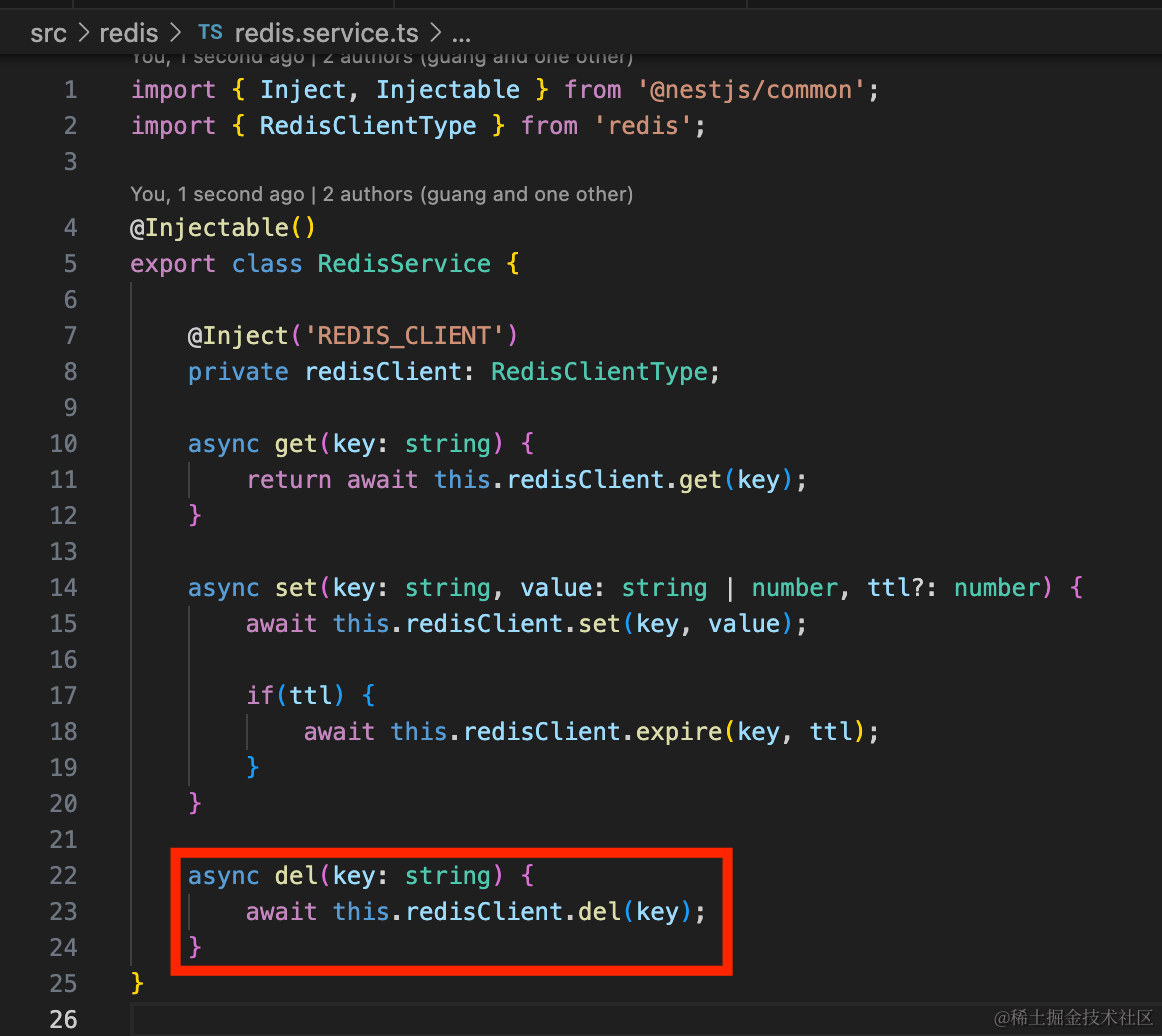 src > redis > TS redis.service.ts > ...
You, 1 second ago | 2 authors (guang and one other)
1 import { Inject, Injectable } from '@nestjs/common';
2 import { RedisClientType } from 'redis';
3
You, 1 second ago | 2 authors (guang and one other)
4 @Injectable()
5 export class RedisService {
6
7 @Inject('REDIS_CLIENT')
8 private redisClient: RedisClientType;
9
10 async get(key: string) {
11 return await this.redisClient.get(key);
12 }
13
14 async set(key: string, value: string | number, ttl?: number) {
15 await this.redisClient.set(key, value);
16
17 if(ttl) {
18 await this.redisClient.expire(key, ttl);
19 }
20 }
21
22 async del(key: string) {
23 await this.redisClient.del(key);
24 }
25 }
26
@稀土掘金技术社区